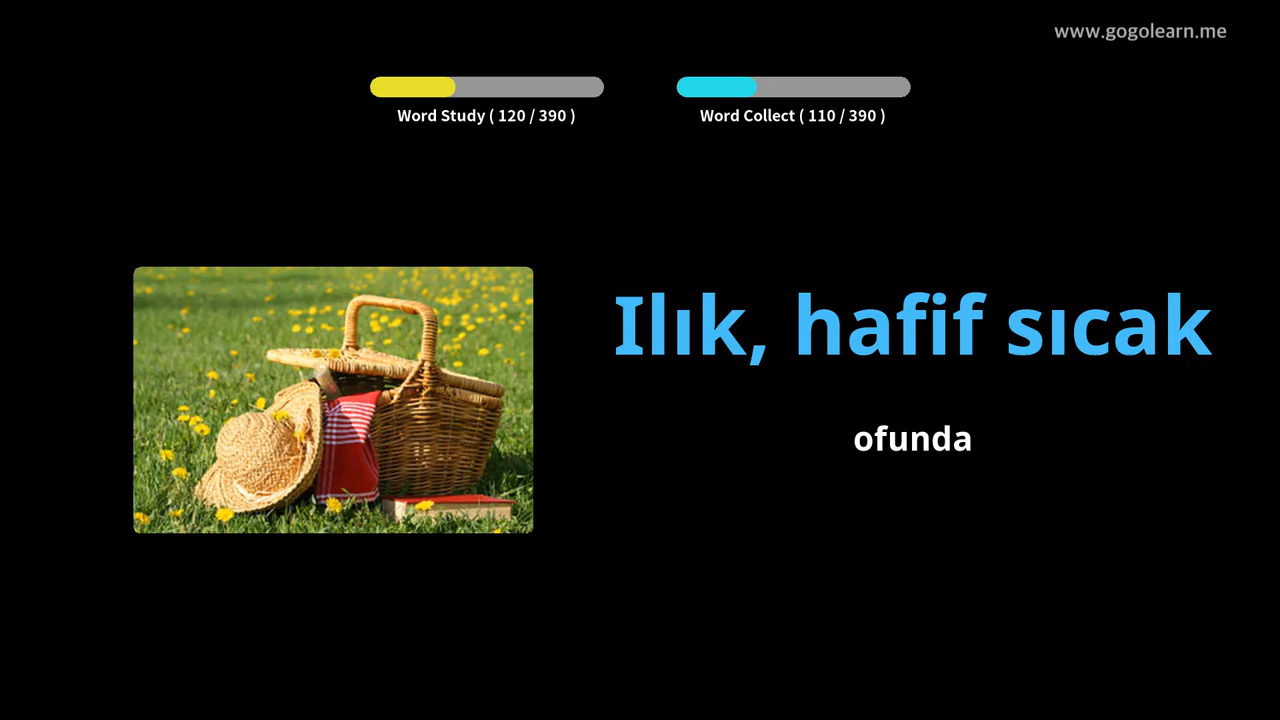 www.gogolearn.me
Word Study ( 120 / 390 )
Word Collect ( 110 / 390 )
Ilık, hafif sıcak
ofunda